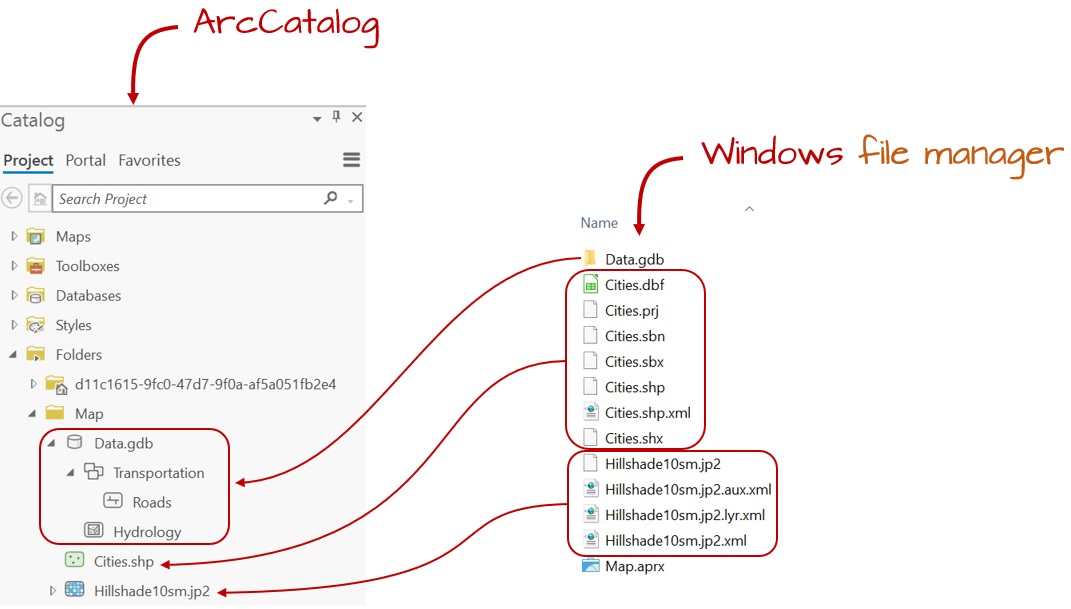 ArcCatalog
Catalog
Project Portal Favorites
Search Project
Maps
Toolboxes
Databases
Styles
Folders
d11c1615-9fc0-47d7-9f0a-af5a051fb2e4
Map
Data.gdb
Transportation
Roads
Hydrology
Cities.shp
Hillshade10sm.jp2
Windows file manager
Name
Data.gdb
Cities.dbf
Cities.prj
Cities.sbn
Cities.sbx
Cities.shp
Cities.shp.xml
Cities.shx
Hillshade10sm.jp2
Hillshade10sm.jp2.aux.xml
Hillshade10sm.jp2.lyr.xml
Hillshade10sm.jp2.xml
Map.aprx